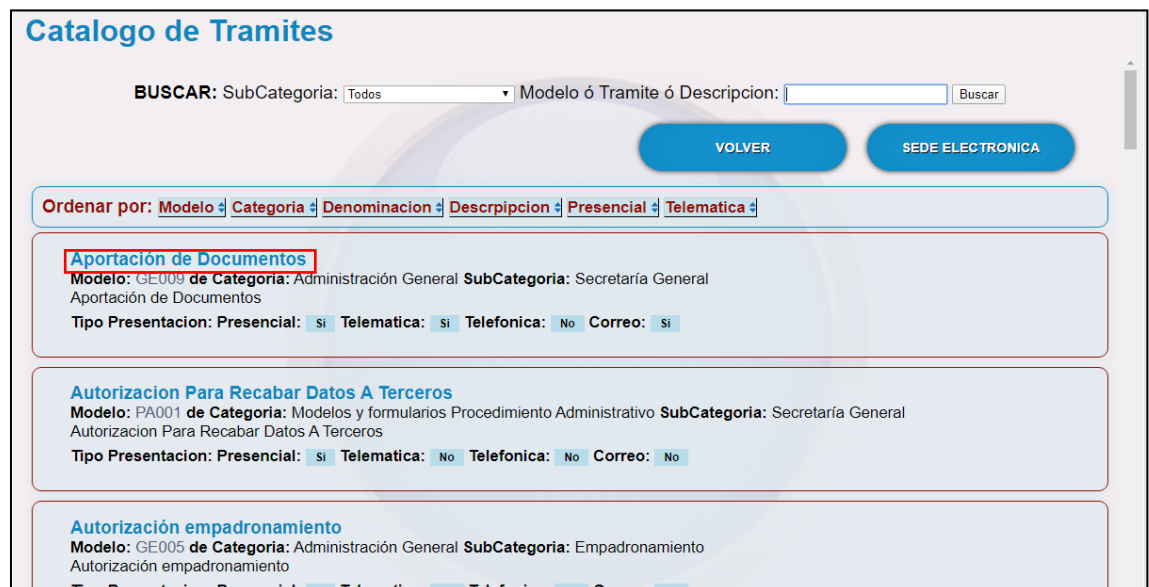 Catalogo de Tramites
BUSCAR: SubCategoria: Todos Modelo ó Tramite ó Descripcion: Buscar
VOLVER SEDE ELECTRONICA
Ordenar por: Modelo Categoria Denominacion Descrpipcion Presencial Telematica
Aportación de Documentos
Modelo: GE009 de Categoria: Administración General SubCategoria: Secretaría General
Aportación de Documentos
Tipo Presentacion: Presencial: Si Telematica: Si Telefonica: No Correo: Si
Autorizacion Para Recabar Datos A Terceros
Modelo: PA001 de Categoria: Modelos y formularios Procedimiento Administrativo SubCategoria: Secretaría General
Autorizacion Para Recabar Datos A Terceros
Tipo Presentacion: Presencial: Si Telematica: No Telefonica: No Correo: No
Autorización empadronamiento
Modelo: GE005 de Categoria: Administración General SubCategoria: Empadronamiento
Autorización empadronamiento